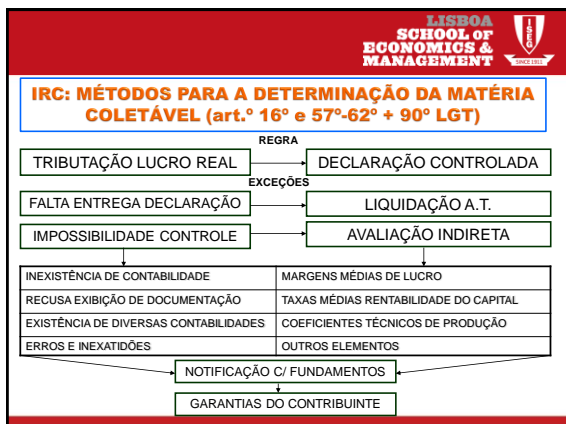 LISBOA
SCHOOL OF
ECONOMICS &
MANAGEMENT
ISEG
SINCE 1911
IRC: MÉTODOS PARA A DETERMINAÇÃO DA MATÉRIA
COLETÁVEL (art.º 16º e 57º-62º + 90º LGT)
REGRA
TRIBUTAÇÃO LUCRO REAL
DECLARAÇÃO CONTROLADA
EXCEÇÕES
FALTA ENTREGA DECLARAÇÃO
LIQUIDAÇÃO A.T.
IMPOSSIBILIDADE CONTROLE
AVALIAÇÃO INDIRETA
INEXISTÊNCIA DE CONTABILIDADE
MARGENS MÉDIAS DE LUCRO
RECUSA EXIBIÇÃO DE DOCUMENTAÇÃO
TAXAS MÉDIAS RENTABILIDADE DO CAPITAL
EXISTÊNCIA DE DIVERSAS CONTABILIDADES
COEFICIENTES TÉCNICOS DE PRODUÇÃO
ERROS E INEXATIDÕES
OUTROS ELEMENTOS
NOTIFICAÇÃO C/ FUNDAMENTOS
GARANTIAS DO CONTRIBUINTE